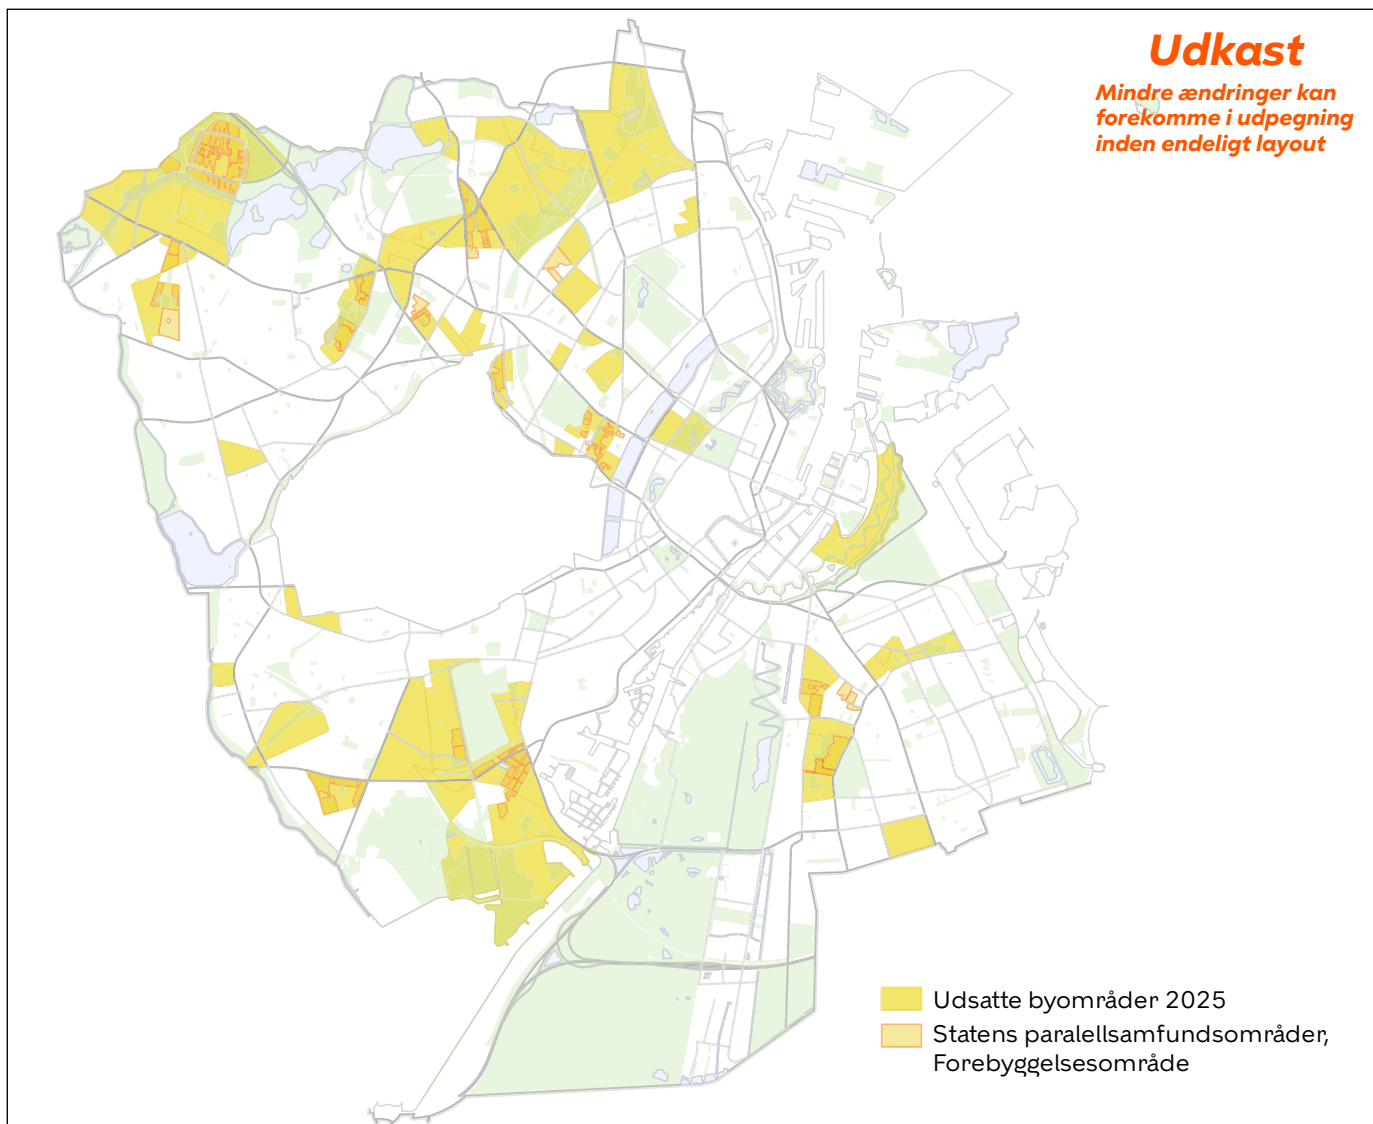 Udkast
Mindre ændringer kan
forekomme i udpegning
inden endeligt layout
Udsatte byområder 2025
Statens paralellsamfundsområder,
Forebyggelsesområde